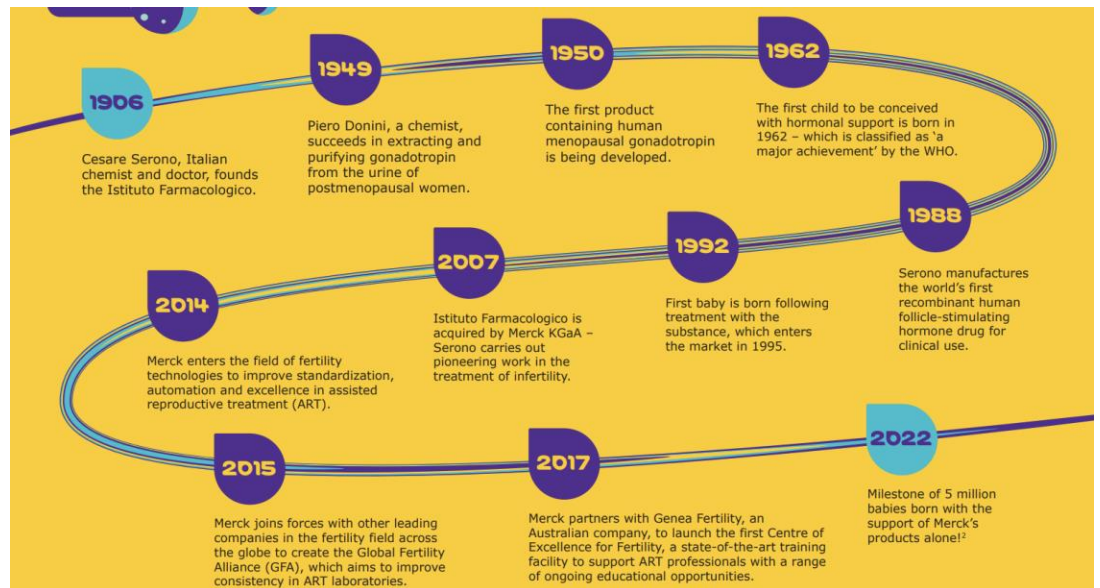 1906
Cesare Serono, Italian
chemist and doctor, founds
the Istituto Farmacologico.
1949
Piero Donini, a chemist,
succeeds in extracting and
purifying gonadotropin
from the urine of
postmenopausal women.
1950
The first product
containing human
menopausal gonadotropin
is being developed.
1962
The first child to be conceived
with hormonal support is born in
1962 – which is classified as ‘a
major achievement’ by the WHO.
1988
Serono manufactures
the world’s first
recombinant human
follicle-stimulating
hormone drug for
clinical use.
1992
First baby is born following
treatment with the
substance, which enters
the market in 1995.
2007
Istituto Farmacologico is
acquired by Merck KGaA –
Serono carries out
pioneering work in the
treatment of infertility.
2014
Merck enters the field of fertility
technologies to improve standardization,
automation and excellence in assisted
reproductive treatment (ART).
2015
Merck joins forces with other leading
companies in the fertility field across
the globe to create the Global Fertility
Alliance (GFA), which aims to improve
consistency in ART laboratories.
2017
Merck partners with Genea Fertility, an
Australian company, to launch the first Centre of
Excellence for Fertility, a state-of-the-art training
facility to support ART professionals with a range
of ongoing educational opportunities.
2022
Milestone of 5 million
babies born with the
support of Merck’s
products alone!²